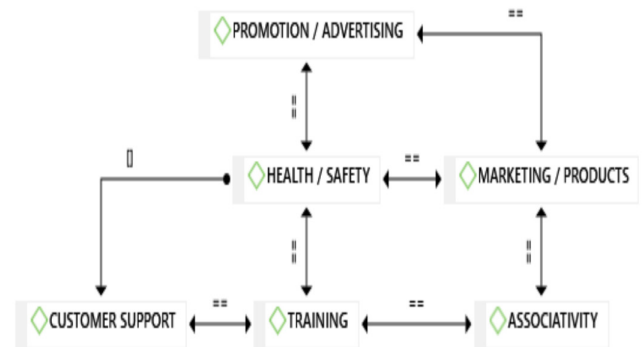 ==
PROMOTION / ADVERTISING
==
[]
HEALTH / SAFETY
==
MARKETING / PRODUCTS
==
==
CUSTOMER SUPPORT
==
TRAINING
==
ASSOCIATIVITY